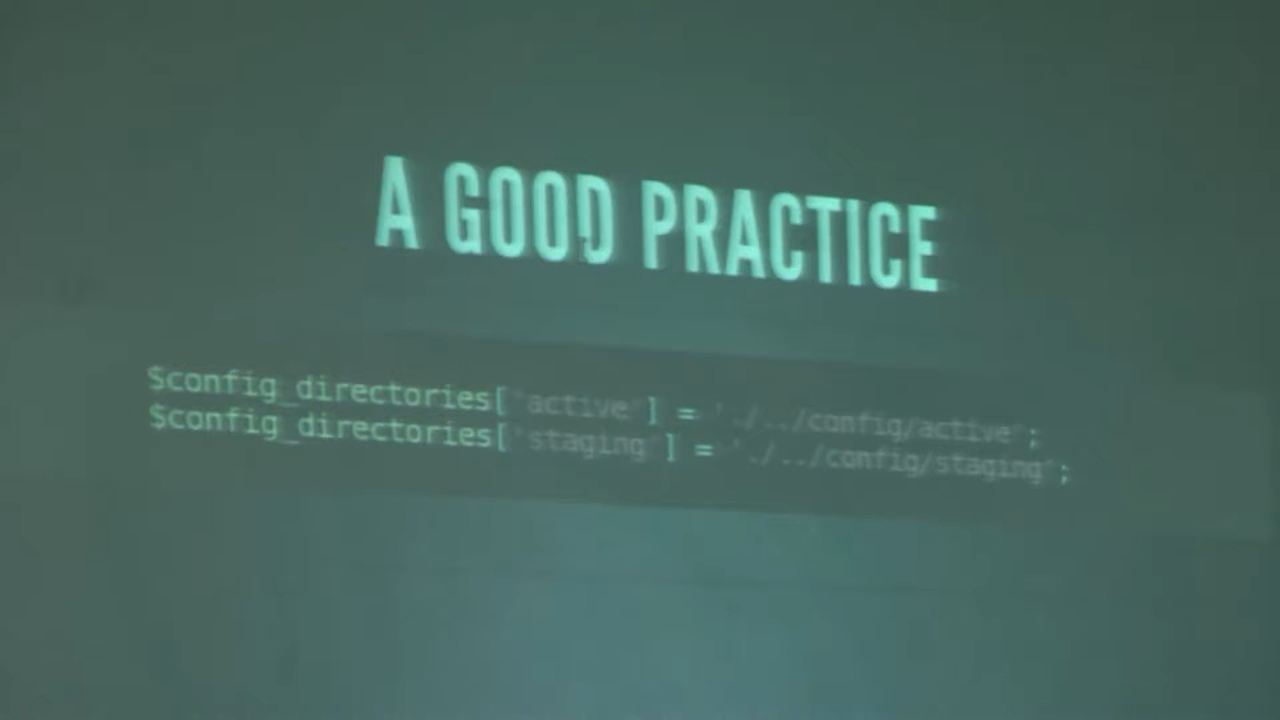 A GOOD PRACTICE
$config_directories['active'] = './../config/active';
$config_directories['staging'] = './../config/staging';